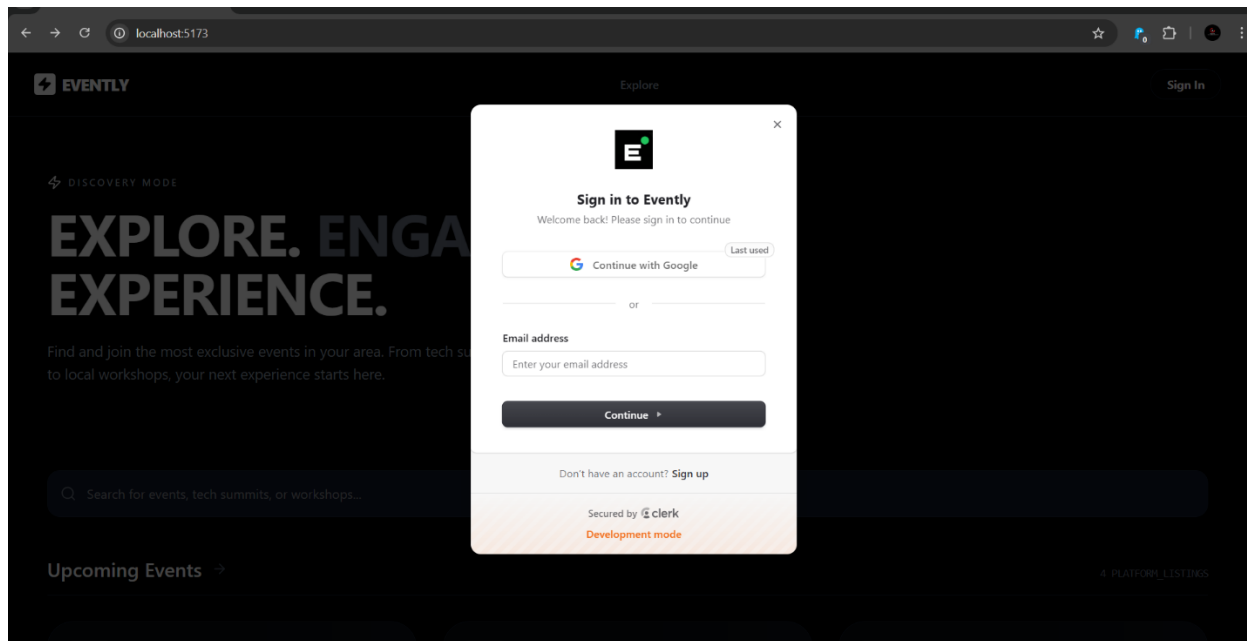 localhost:5173
EVENTLY
Explore
Sign In
DISCOVERY MODE
EXPLORE. ENGA
EXPERIENCE.
Find and join the most exclusive events in your area. From tech su
to local workshops, your next experience starts here.
E
Sign in to Evently
Welcome back! Please sign in to continue
Last used
Continue with Google
or
Email address
Enter your email address
Continue
Don't have an account? Sign up
Secured by clerk
Development mode
Search for events, tech summits, or workshops...
Upcoming Events
4 PLATFORM_LISTINGS